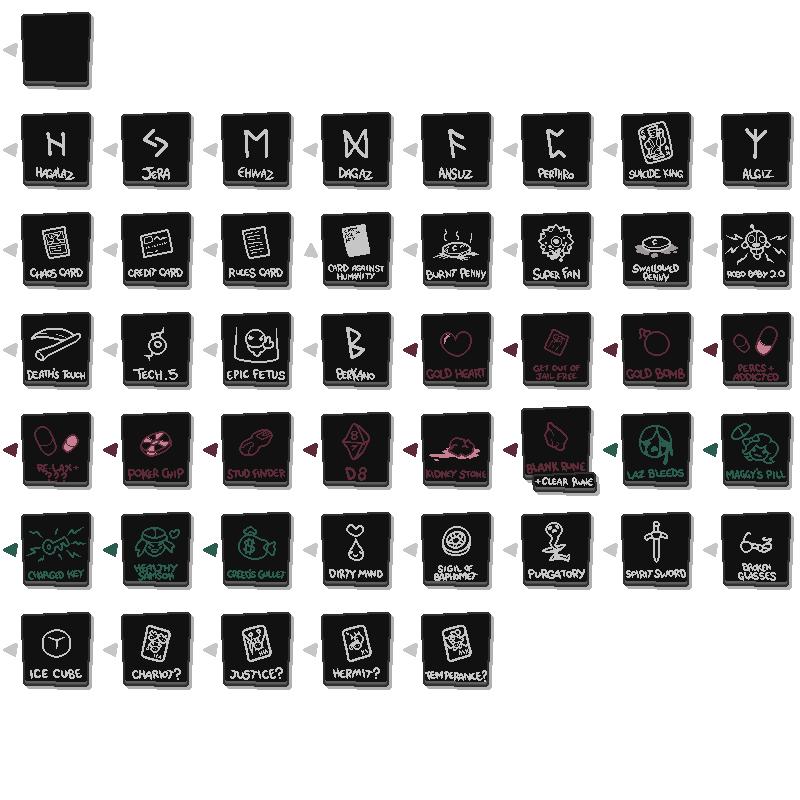 HAGALAZ
JERA
EHWAZ
DAGAZ
ANSUZ
PERTHRO
SUICIDE KING
ALGIZ
CHAOS CARD
CREDIT CARD
RULES CARD
CARD AGAINST
HUMANITY
BURNT PENNY
SUPER FAN
SWALLOWED
PENNY
ROBO BABY 2.0
DEATH'S TOUCH
TECH.5
EPIC FETUS
BERKANO
GOLD HEART
GET OUT OF
JAIL FREE
GOLD BOMB
PERCS +
ADDICTED
RE-LAX +
???
POKER CHIP
STUD FINDER
8
D8
KIDNEY STONE
BLANK RUNE
+CLEAR RUNE
LAZ BLEEDS
MAGGY'S PILL
CHARGED KEY
HEALTHY
SAMSON
$
GREED'S GULLET
DIRTY MIND
SIGIL OF
BAPHOMET
PURGATORY
SPIRIT SWORD
BROKEN
GLASSES
ICE CUBE
CHARIOT?
JUSTICE?
HERMIT?
TEMPERANCE?